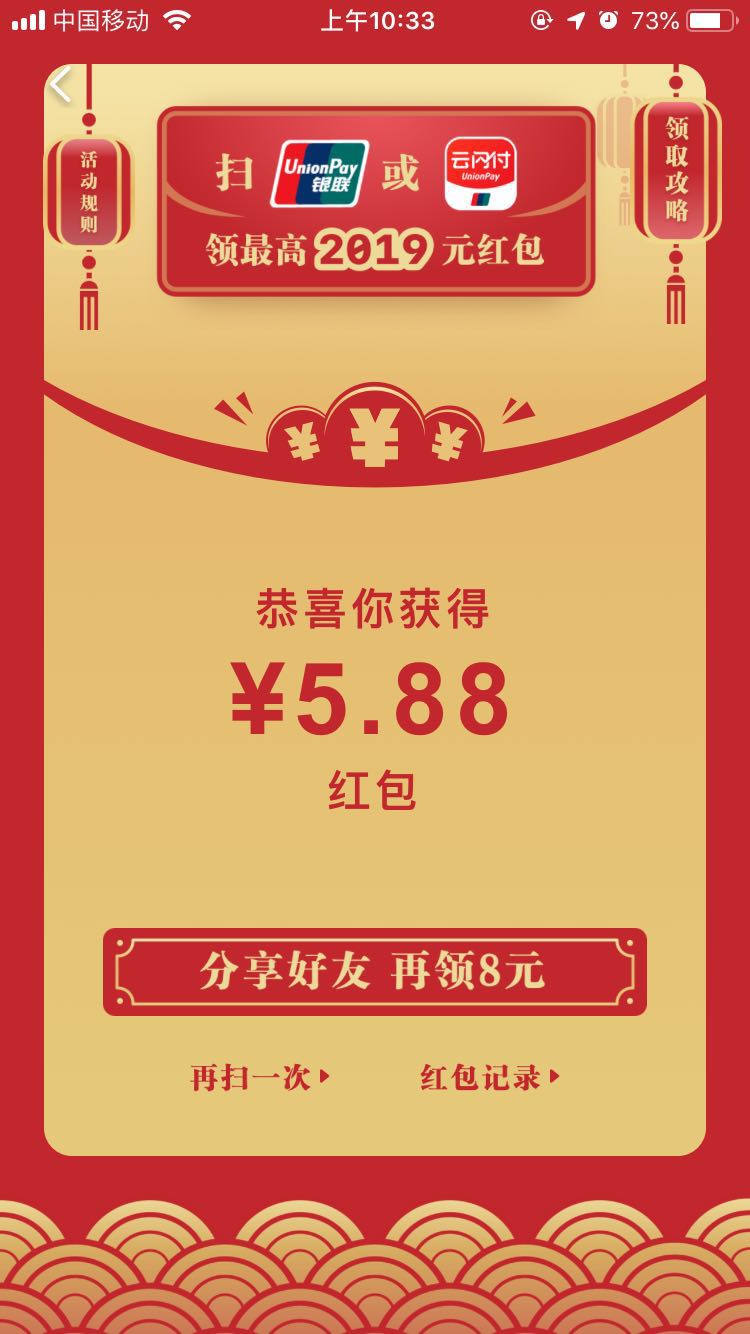 中国移动 上午10:33 73%
活动规则
领取攻略
扫 UnionPay 银联 或 云闪付 UnionPay
领最高2019元红包
¥ ¥ ¥
恭喜你获得
¥5.88
红包
分享好友 再领8元
再扫一次 红包记录